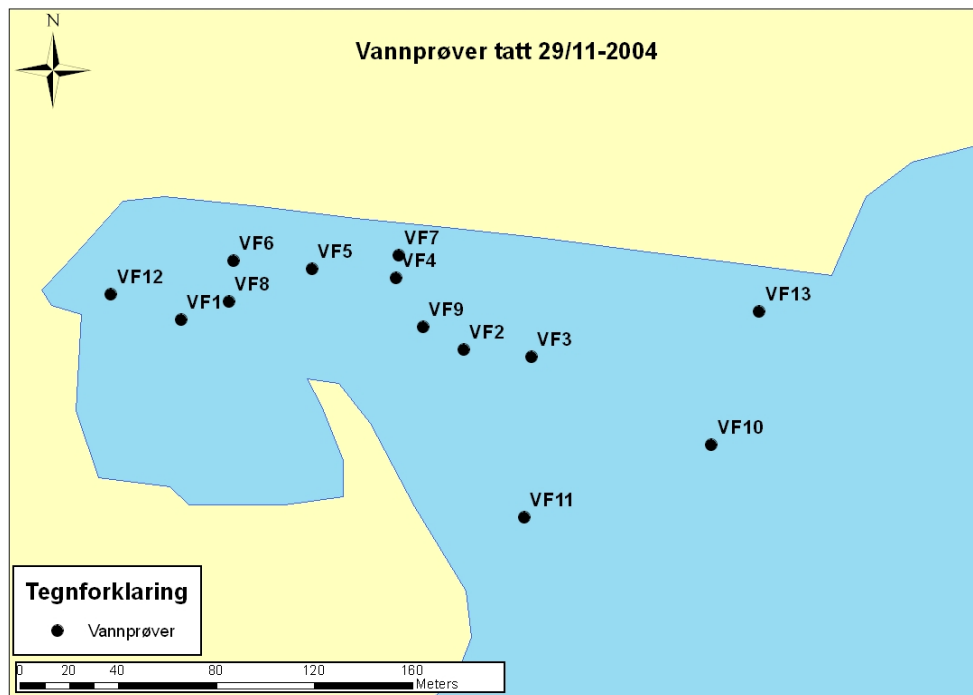 N
Vannprøver tatt 29/11-2004
VF7
VF6
VF5
VF4
VF12
VF8
VF1
VF13
VF9
VF2
VF3
VF10
VF11
Tegnforklaring
Vannprøver
0 20 40 80 120 160
Meters